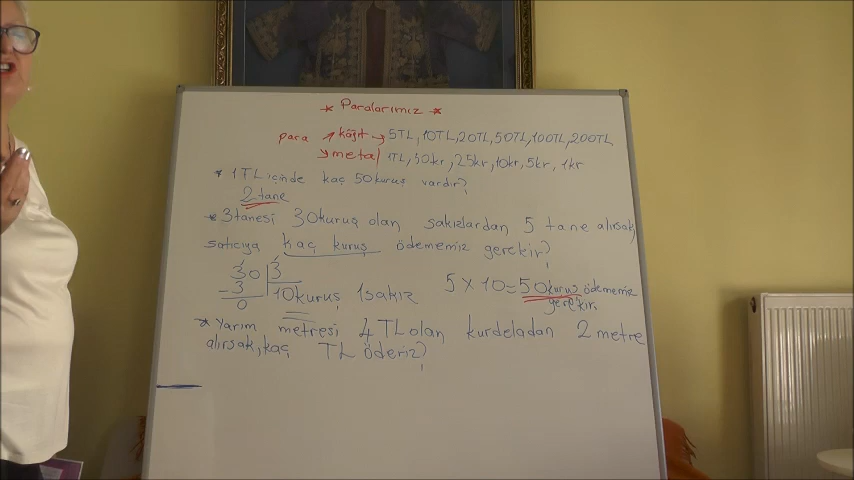 * Paralarımız *
para ↗ kâğıt → 5TL, 10TL, 20TL, 50TL, 100TL, 200TL
↘ metal 1TL, 50kr, 25kr, 10kr, 5kr, 1kr
* 1TL içinde kaç 50kuruş vardır?
2 tane
* 3tanesi 30kuruş olan sakızlardan 5 tane alırsak,
satıcıya kaç kuruş ödememiz gerekir?
30 3 5 x 10 = 50kuruş ödememiz
- 3 10kuruş 1sakız gerekir.
0
* Yarım metresi 4 TL olan kurdeladan 2 metre
alırsak, kaç TL öderiz?